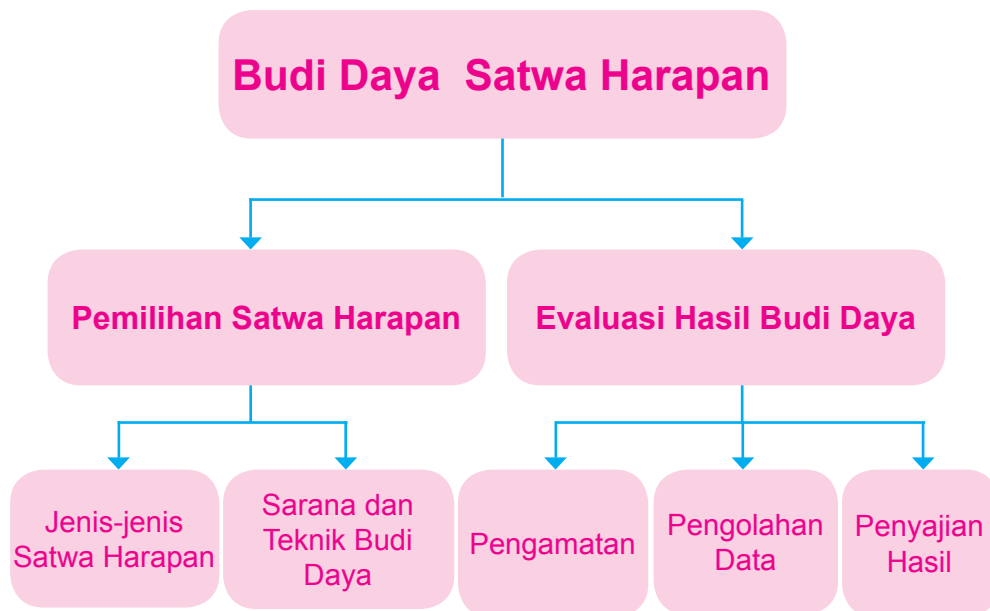 Budi Daya  Satwa Harapan
Pemilihan Satwa Harapan
Evaluasi Hasil Budi Daya
Jenis-jenis
Satwa Harapan
Sarana dan
Teknik Budi
Daya
Pengamatan
Pengolahan
Data
Penyajian
Hasil